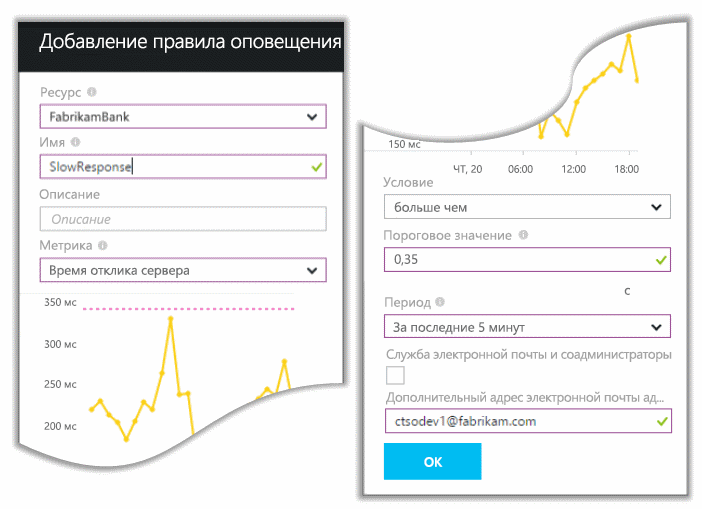 Добавление правила оповещения
Ресурс
FabrikamBank
Имя
SlowResponse
Описание
Описание
Метрика
Время отклика сервера
350 мс
300 мс
250 мс
200 мс
150 мс
ЧТ, 20 06:00 12:00 18:00
Условие
больше чем
Пороговое значение
0,35
с
Период
За последние 5 минут
Служба электронной почты и соадминистраторы
Дополнительный адрес электронной почты ад...
ctsodev1@fabrikam.com
ОК